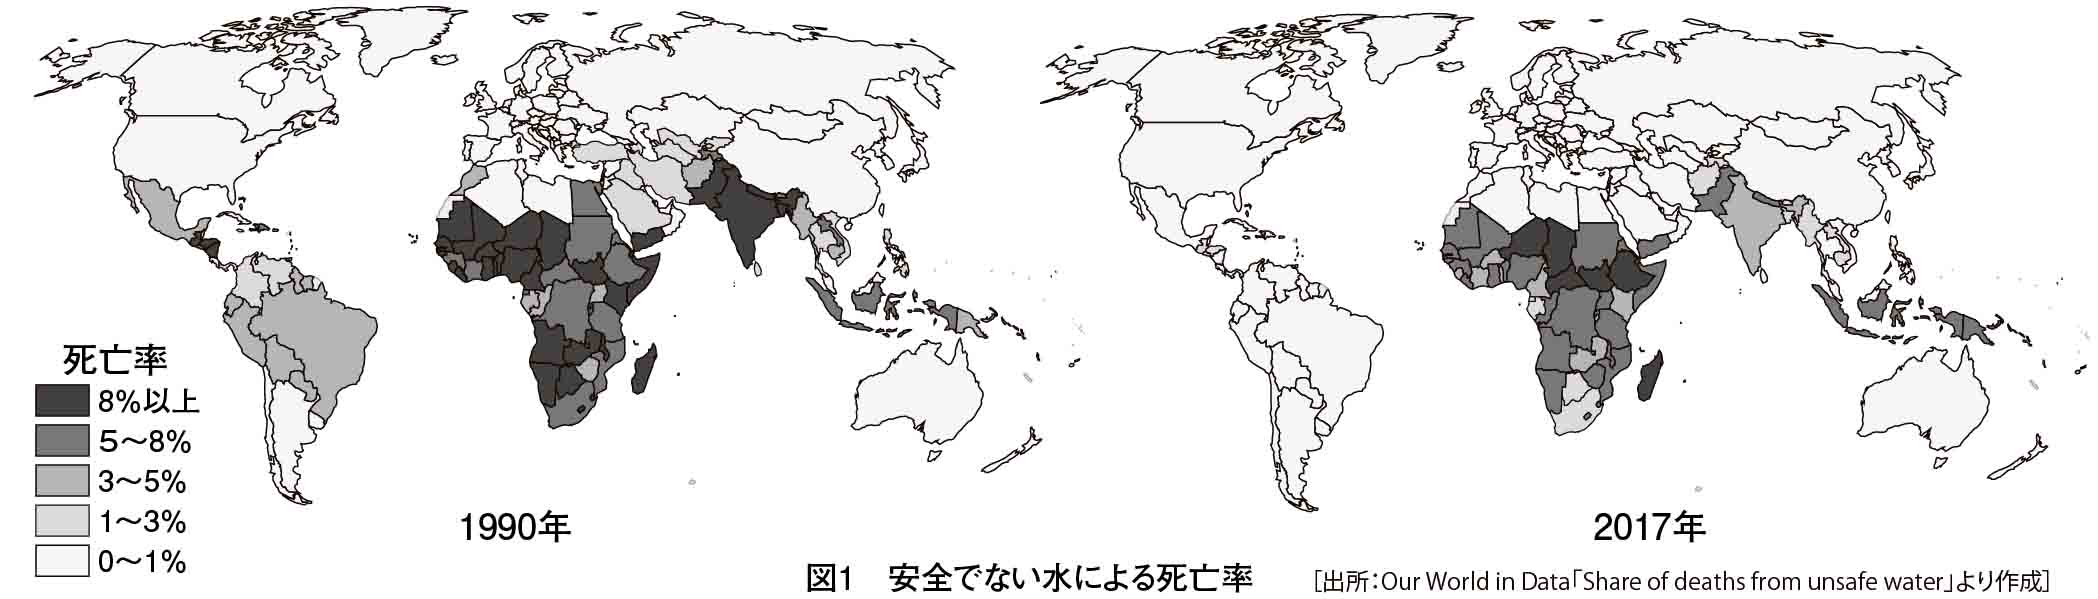 死亡率
8%以上
5～8%
3～5%
1～3%
0～1%
1990年
2017年
図1　安全でない水による死亡率
［出所：Our World in Data「Share of deaths from unsafe water」より作成］